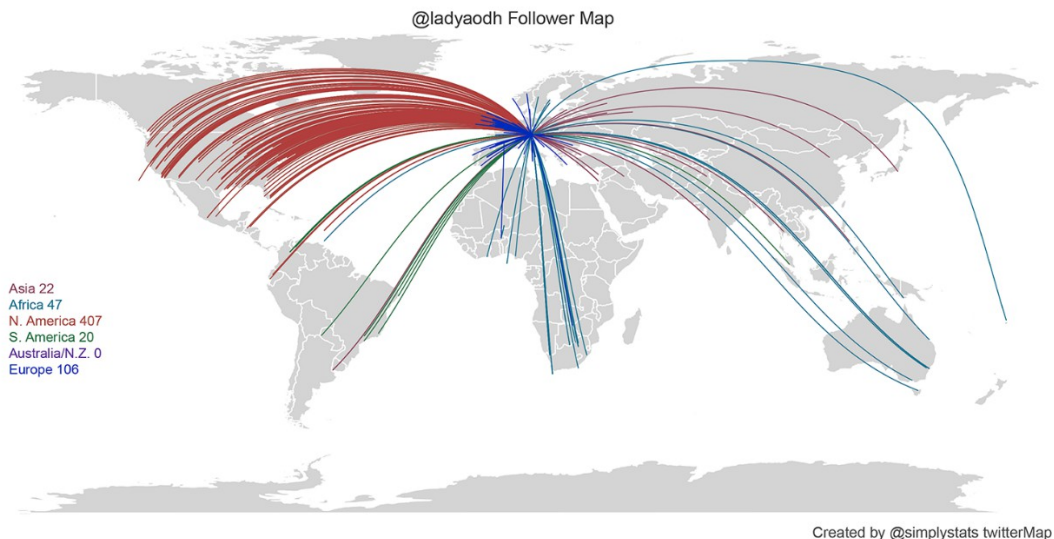 @ladyaodh Follower Map
Asia 22
Africa 47
N. America 407
S. America 20
Australia/N.Z. 0
Europe 106
Created by @simplystats twitterMap